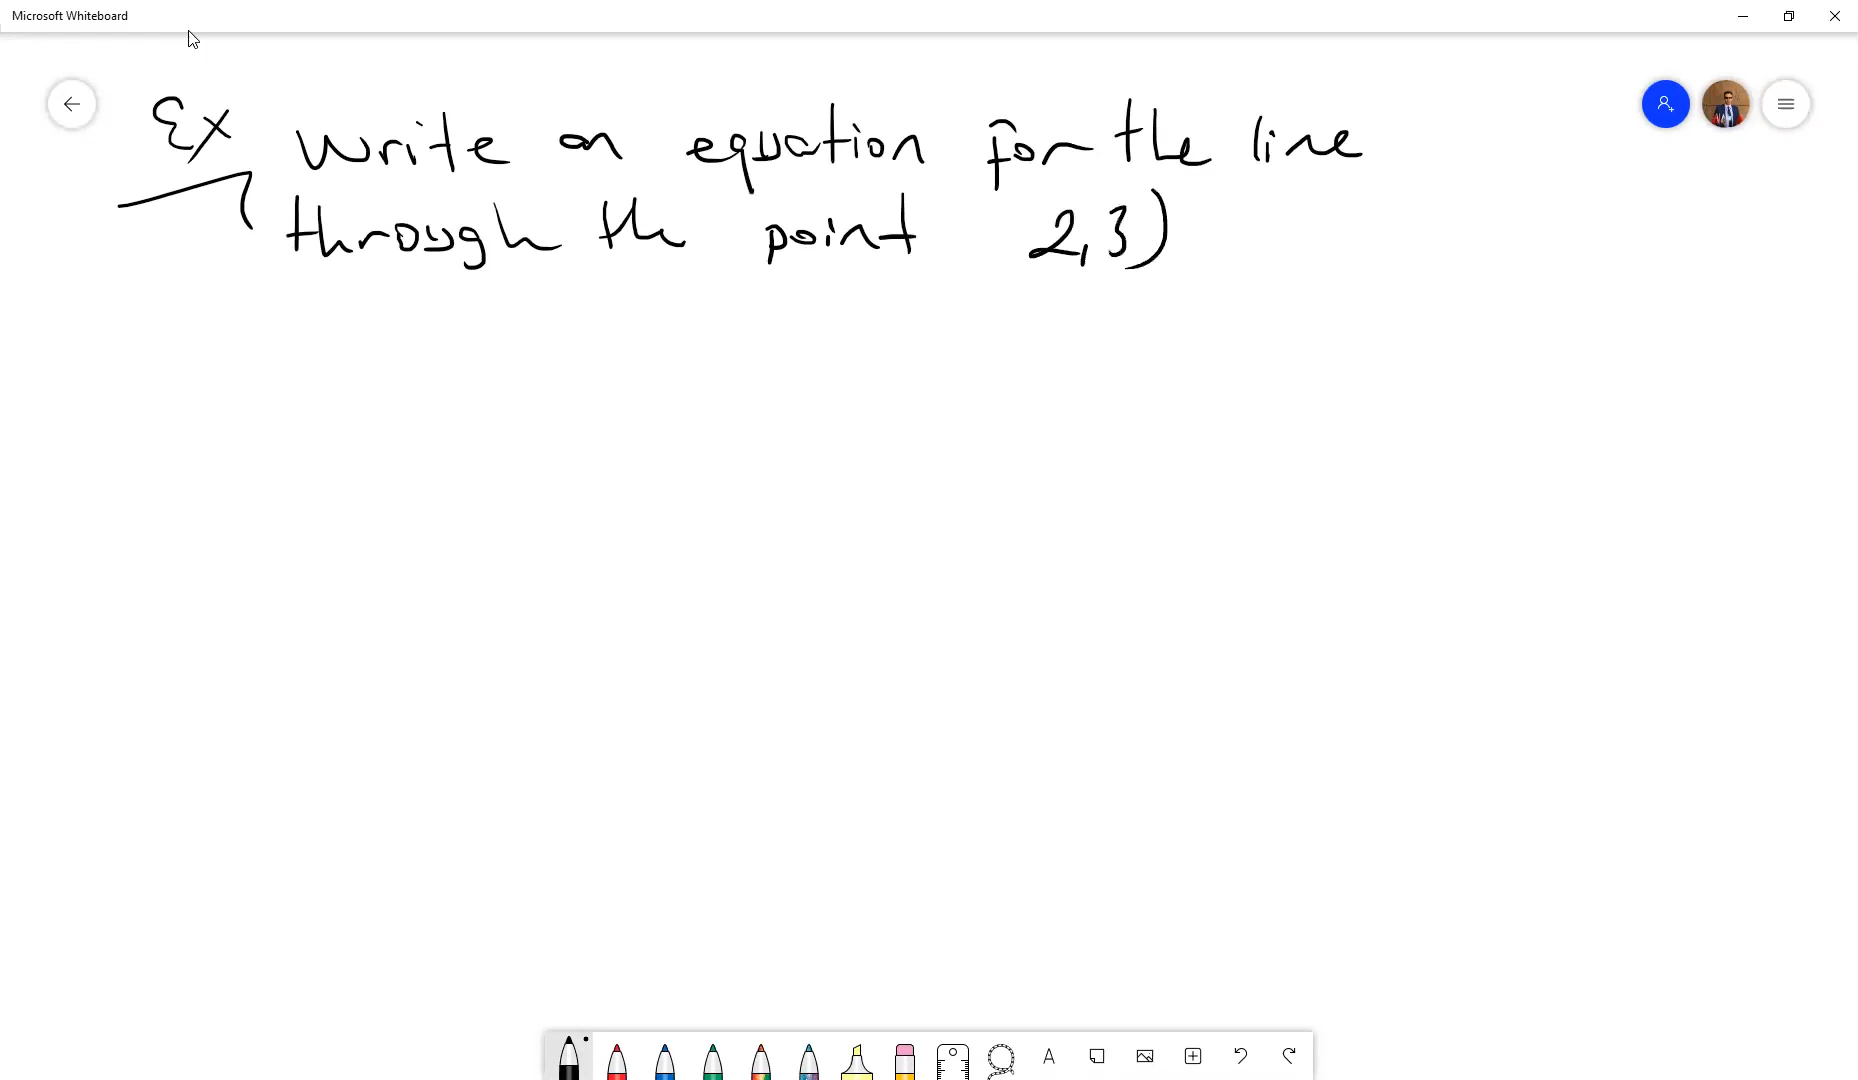 Microsoft Whiteboard
Ex Write an equation for the line
through the point 2,3)
A